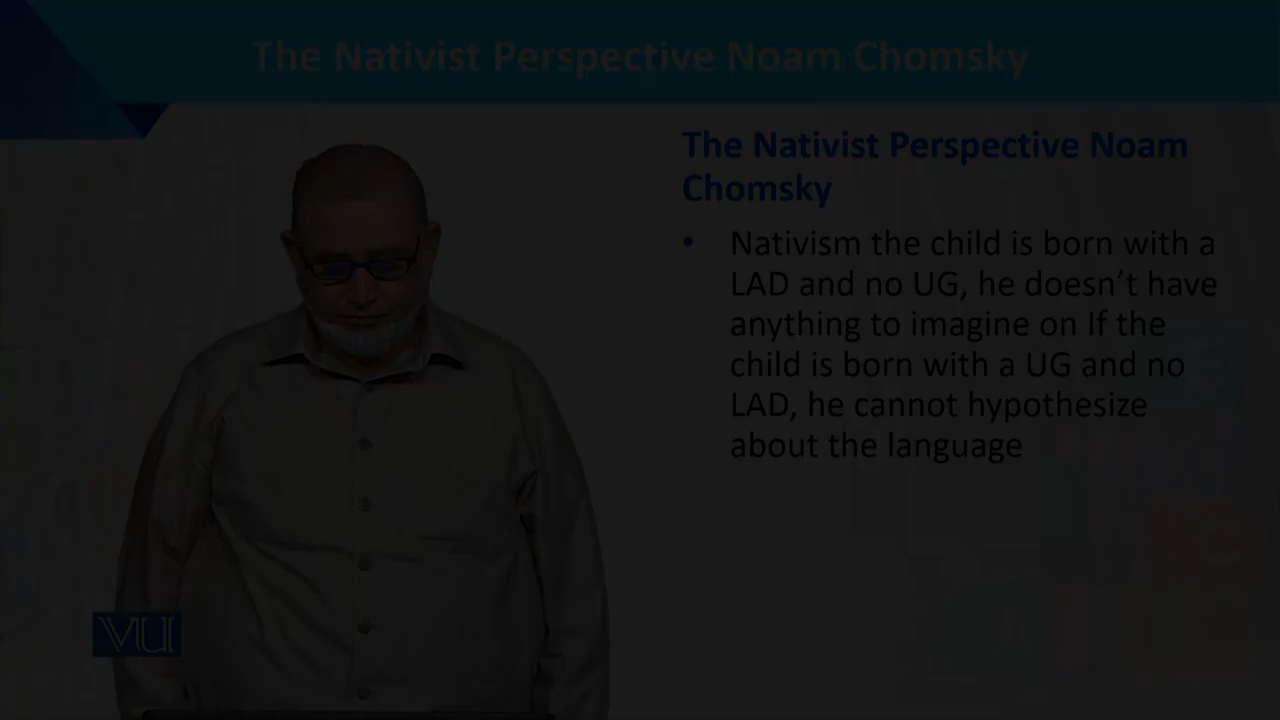 The Nativist Perspective Noam Chomsky
The Nativist Perspective Noam
Chomsky
• Nativism the child is born with a
LAD and no UG, he doesn’t have
anything to imagine on If the
child is born with a UG and no
LAD, he cannot hypothesize
about the language
VU